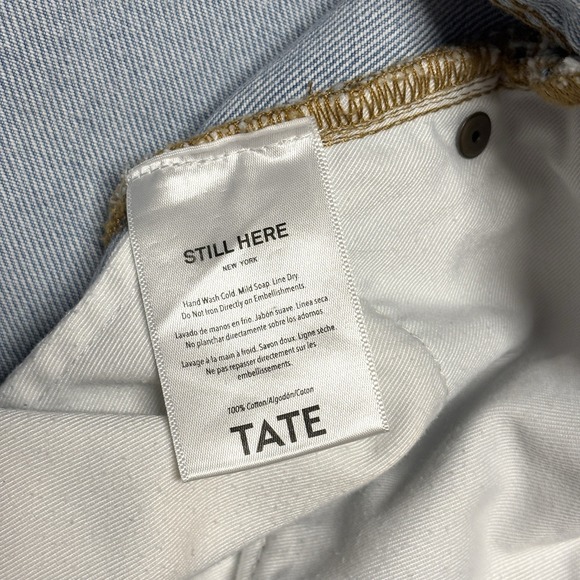 STILL HERE
NEW YORK
Hand Wash Cold. Mild Soap. Line Dry.
Do Not Iron Directly on Embellishments.
Lavado de manos en frio. Jabón suave. Linea seca
No planchar directamente sobre los adornos
Lavage à la main à froid. Savon doux. Ligne sèche.
Ne pas repasser directement sur les
embellissements.
100% Cotton/Algodón/Coton
TATE